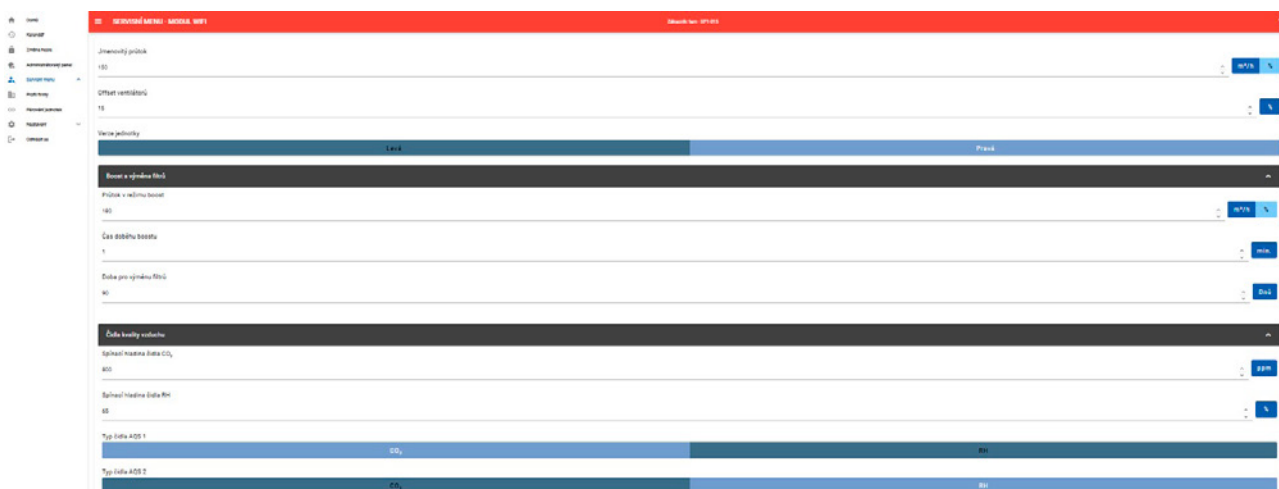 Domů
SERVISNÍ MENU - MODUL WIFI
Kalendář
Změna hesla
Administrátorský panel
Servisní menu
Nastavení
Odhlásit se
Jmenovitý průtok
150
m³/h
%
Offset ventilátorů
15
%
Verze jednotky
Levá
Pravá
Boost a výměna filtrů
Průtok v režimu boost
m³/h
%
Čas doběhu boostu
1
min.
Doba pro výměnu filtrů
90
Dnů
Čidla kvality vzduchu
Spínací hladina čidla CO₂
ppm
Spínací hladina čidla RH
%
Typ čidla AQS 1
CO₂
RH
Typ čidla AQS 2
CO₂
RH